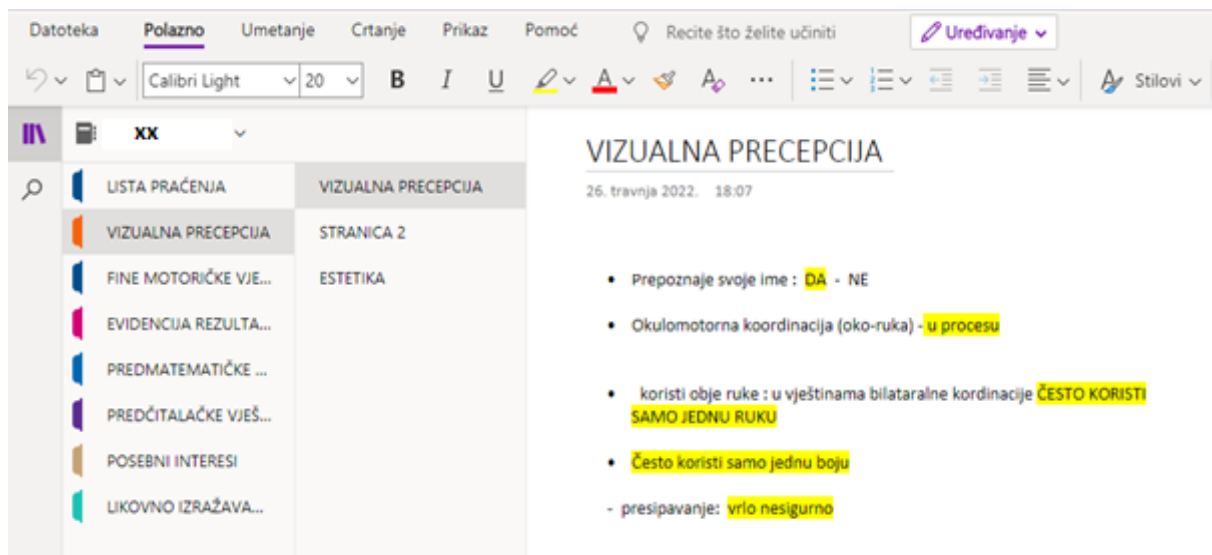 Datoteka Polazno Umetanje Crtanje Prikaz Pomoć Recite što želite učiniti Uređivanje
Calibri Light 20 B I U A A ... Stilovi
XX
LISTA PRAĆENJA
VIZUALNA PRECEPCIJA
FINE MOTORIČKE VJE...
EVIDENCIJA REZULTA...
PREDMATEMATIČKE ...
PREDČITALAČKE VJEŠ...
POSEBNI INTERESI
LIKOVNO IZRAŽAVA...
VIZUALNA PRECEPCIJA
STRANICA 2
ESTETIKA
VIZUALNA PRECEPCIJA
26. travnja 2022. 18:07
• Prepoznaje svoje ime : DA - NE
• Okulomotorna koordinacija (oko-ruka) - u procesu
• koristi obje ruke : u vještinama bilataralne kordinacije ČESTO KORISTI
SAMO JEDNU RUKU
• Često koristi samo jednu boju
- presipavanje: vrlo nesigurno